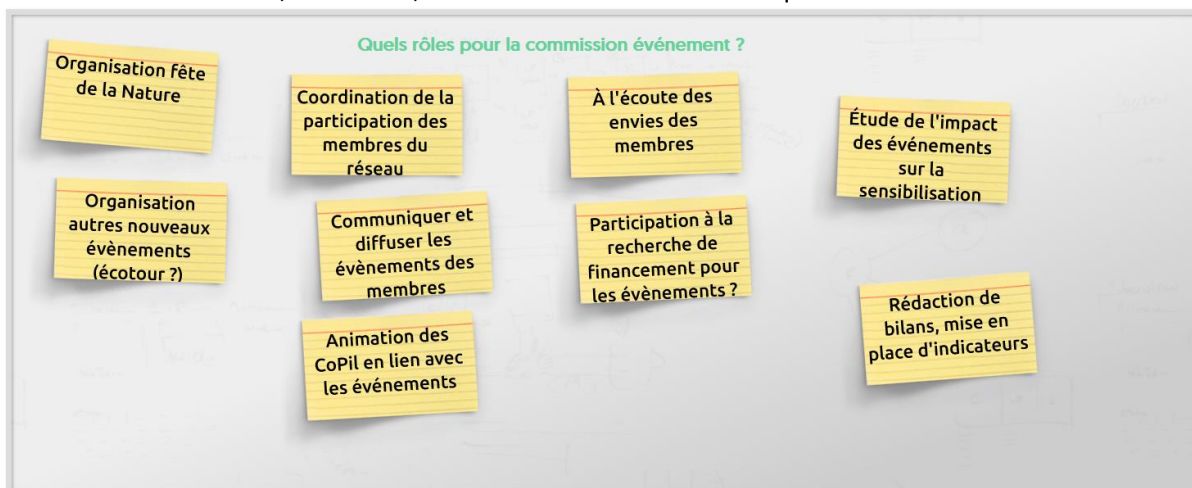 Quels rôles pour la commission événement ?
Organisation fête
de la Nature
Organisation
autres nouveaux
évènements
(écotour ?)
Coordination de la
participation des
membres du
réseau
Communiquer et
diffuser les
évènements des
membres
Animation des
CoPil en lien avec
les événements
À l'écoute des
envies des
membres
Participation à la
recherche de
financement pour
les évènements ?
Étude de l'impact
des événements
sur la
sensibilisation
Rédaction de
bilans, mise en
place d'indicateurs